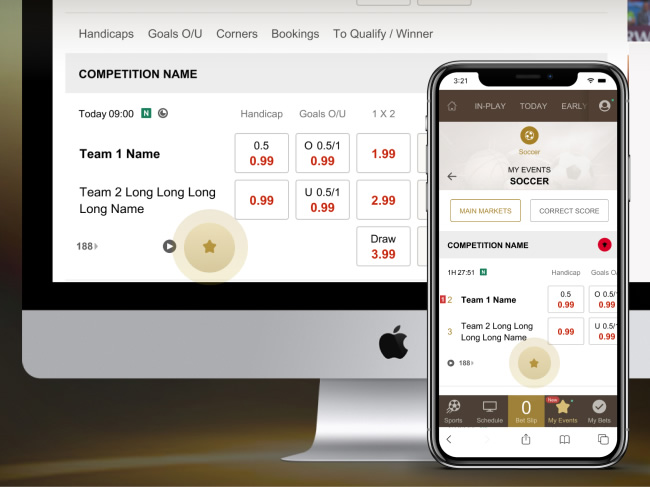 Handicaps Goals O/U Corners Bookings To Qualify / Winner
COMPETITION NAME
Today 09:00 N Handicap Goals O/U 1 X 2
Team 1 Name
0.5
0.99
O 0.5/1
0.99
1.99
Team 2 Long Long Long
Long Name
0.99
U 0.5/1
0.99
2.99
188
Draw
3.99
3:21
IN-PLAY TODAY EARLY
Soccer
MY EVENTS
SOCCER
MAIN MARKETS CORRECT SCORE
COMPETITION NAME
1H 27:51 N Handicap Goals O/
1 2 Team 1 Name
0.5
0.99
O 0.5/
0.99
3 Team 2 Long Long
Long Long Name
0.99
U 0.5/
0.99
188
0
New
Sports Schedule Bet Slip My Events My Bets